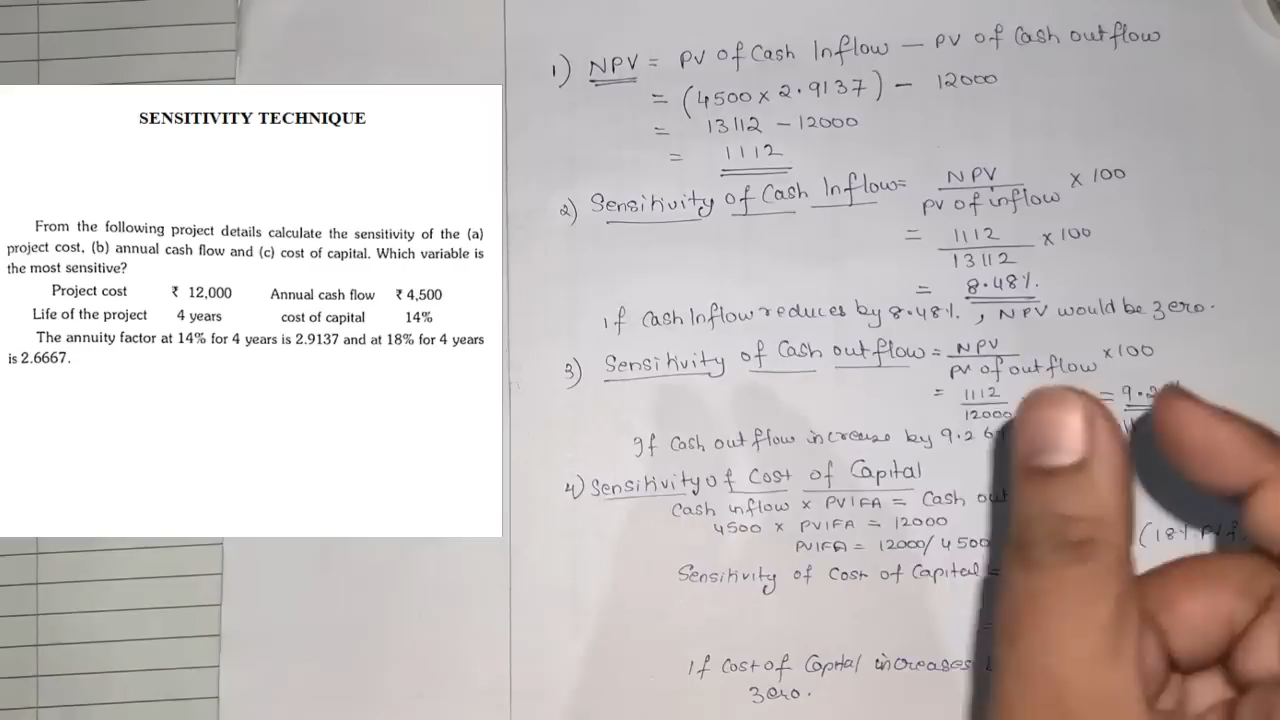 SENSITIVITY TECHNIQUE
From the following project details calculate the sensitivity of the (a)
project cost, (b) annual cash flow and (c) cost of capital. Which variable is
the most sensitive?
Project cost ₹ 12,000 Annual cash flow ₹ 4,500
Life of the project 4 years cost of capital 14%
The annuity factor at 14% for 4 years is 2.9137 and at 18% for 4 years
is 2.6667.
1) NPV = PV of Cash Inflow - PV of Cash outflow
= (4500 x 2.9137) - 12000
= 13112 - 12000
= 1112
2) Sensitivity of Cash Inflow = NPV / PV of inflow x 100
= 1112 / 13112 x 100
= 8.48%.
If Cash Inflow reduces by 8.48%, NPV would be zero.
3) Sensitivity of Cash outflow = NPV / PV of outflow x 100
= 1112 / 12000 =
If Cash outflow increase by 9.26
4) Sensitivity of Cost of Capital
Cash inflow x PVIFA = Cash
4500 x PVIFA = 12000
PVIFA = 12000/4500 (18%
Sensitivity of Cost of Capital =
If Cost of Capital increases
zero.